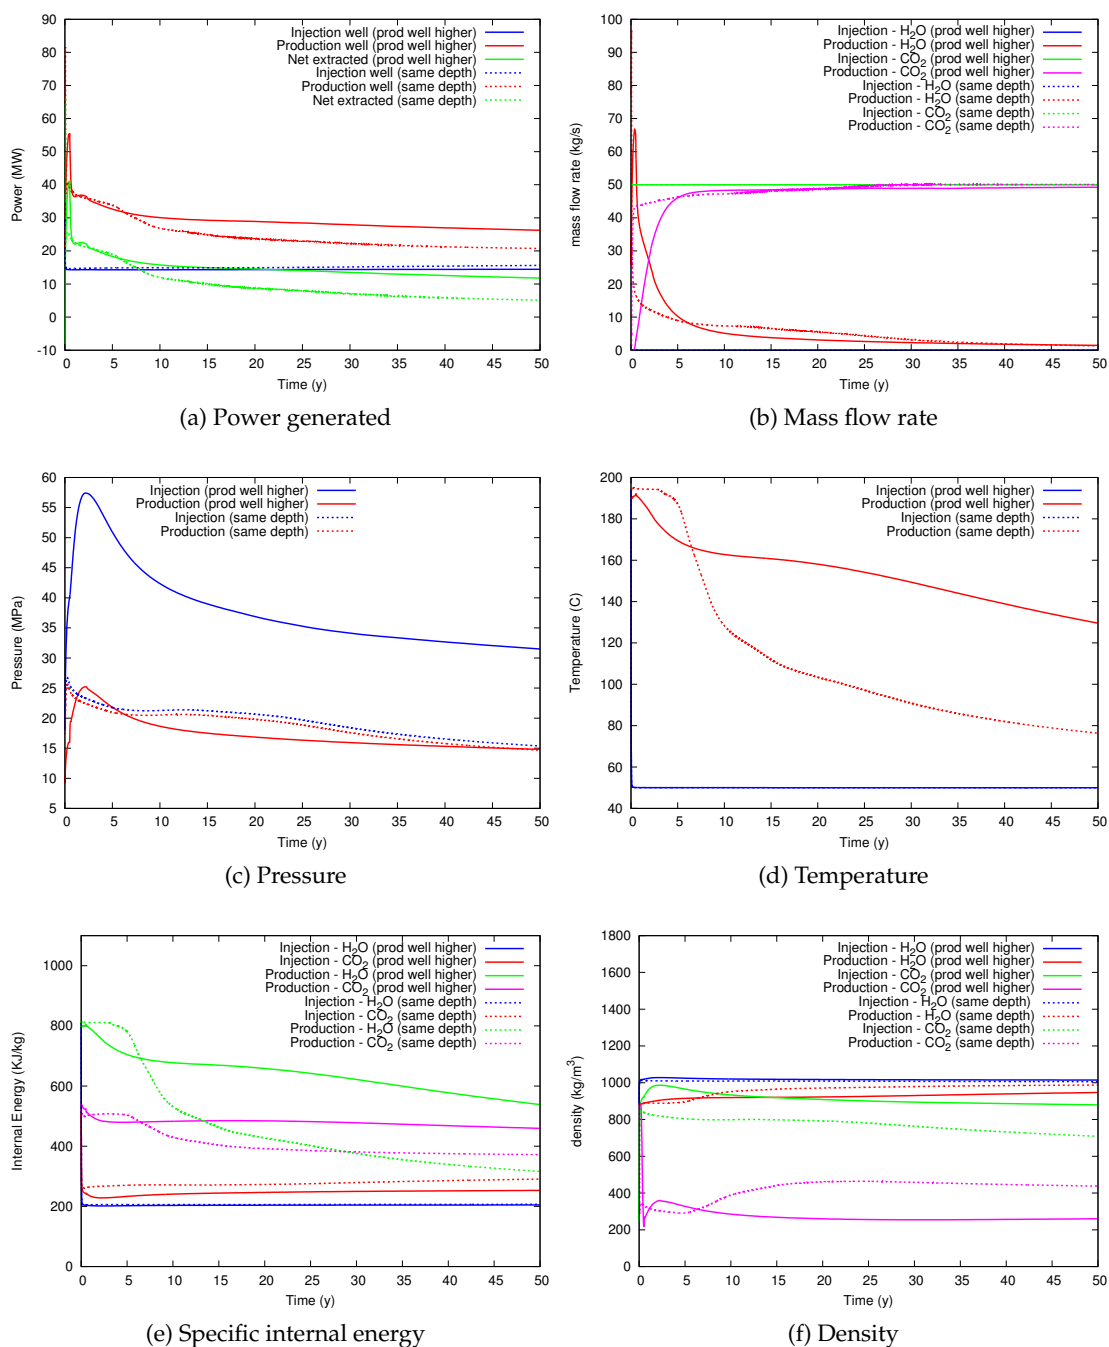 90
80
70
60
50
40
30
20
10
0
-10
0 5 10 15 20 25 30 35 40 45 50
Power (MW)
Time (y)
Injection well (prod well higher)
Production well (prod well higher)
Net extracted (prod well higher)
Injection well (same depth)
Production well (same depth)
Net extracted (same depth)
(a) Power generated
100
90
80
70
60
50
40
30
20
10
0
0 5 10 15 20 25 30 35 40 45 50
mass flow rate (kg/s)
Time (y)
Injection - H2O (prod well higher)
Production - H2O (prod well higher)
Injection - CO2 (prod well higher)
Production - CO2 (prod well higher)
Injection - H2O (same depth)
Production - H2O (same depth)
Injection - CO2 (same depth)
Production - CO2 (same depth)
(b) Mass flow rate
60
55
50
45
40
35
30
25
20
15
10
5
0 5 10 15 20 25 30 35 40 45 50
Pressure (MPa)
Time (y)
Injection (prod well higher)
Production (prod well higher)
Injection (same depth)
Production (same depth)
(c) Pressure
200
180
160
140
120
100
80
60
40
0 5 10 15 20 25 30 35 40 45 50
Temperature (C)
Time (y)
Injection (prod well higher)
Production (prod well higher)
Injection (same depth)
Production (same depth)
(d) Temperature
1000
800
600
400
200
0
0 5 10 15 20 25 30 35 40 45 50
Internal Energy (KJ/kg)
Time (y)
Injection - H2O (prod well higher)
Injection - CO2 (prod well higher)
Production - H2O (prod well higher)
Production - CO2 (prod well higher)
Injection - H2O (same depth)
Injection - CO2 (same depth)
Production - H2O (same depth)
Production - CO2 (same depth)
(e) Specific internal energy
1800
1600
1400
1200
1000
800
600
400
200
0
0 5 10 15 20 25 30 35 40 45 50
density (kg/m3)
Time (y)
Injection - H2O (prod well higher)
Production - H2O (prod well higher)
Injection - CO2 (prod well higher)
Production - CO2 (prod well higher)
Injection - H2O (same depth)
Production - H2O (same depth)
Injection - CO2 (same depth)
Production - CO2 (same depth)
(f) Density